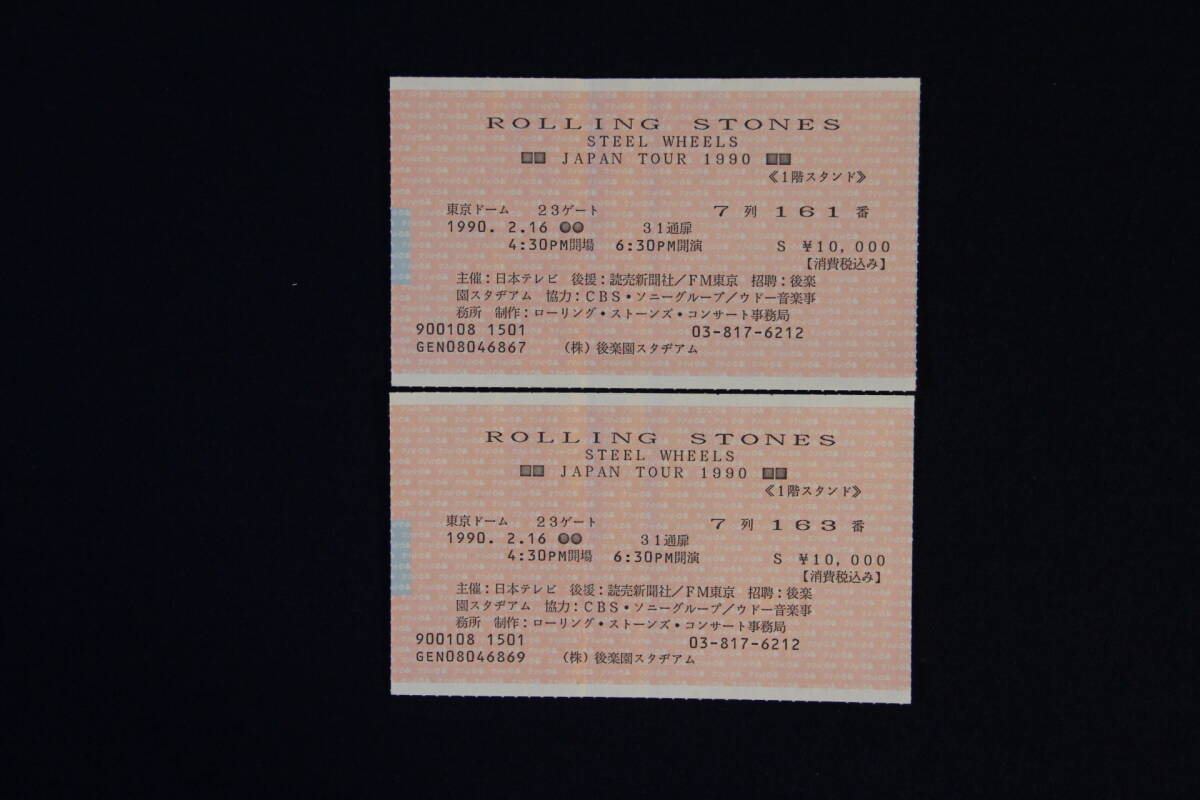 ROLLING STONES
STEEL WHEELS
JAPAN TOUR 1990
《1階スタンド》
東京ドーム 23ゲート 7 列 161 番
1990. 2.16 31通扉
4:30PM開場 6:30PM開演 S ¥10,000
【消費税込み】
主催:日本テレビ 後援:読売新聞社/FM東京 招聘:後楽
園スタヂアム 協力:CBS・ソニーグループ/ウドー音楽事
務所 制作:ローリング・ストーンズ・コンサート事務局
900108 1501 03-817-6212
GEN08046867 (株)後楽園スタヂアム
ROLLING STONES
STEEL WHEELS
JAPAN TOUR 1990
《1階スタンド》
東京ドーム 23ゲート 7 列 163 番
1990. 2.16 31通扉
4:30PM開場 6:30PM開演 S ¥10,000
【消費税込み】
主催:日本テレビ 後援:読売新聞社/FM東京 招聘:後楽
園スタヂアム 協力:CBS・ソニーグループ/ウドー音楽事
務所 制作:ローリング・ストーンズ・コンサート事務局
900108 1501 03-817-6212
GEN08046869 (株)後楽園スタヂアム